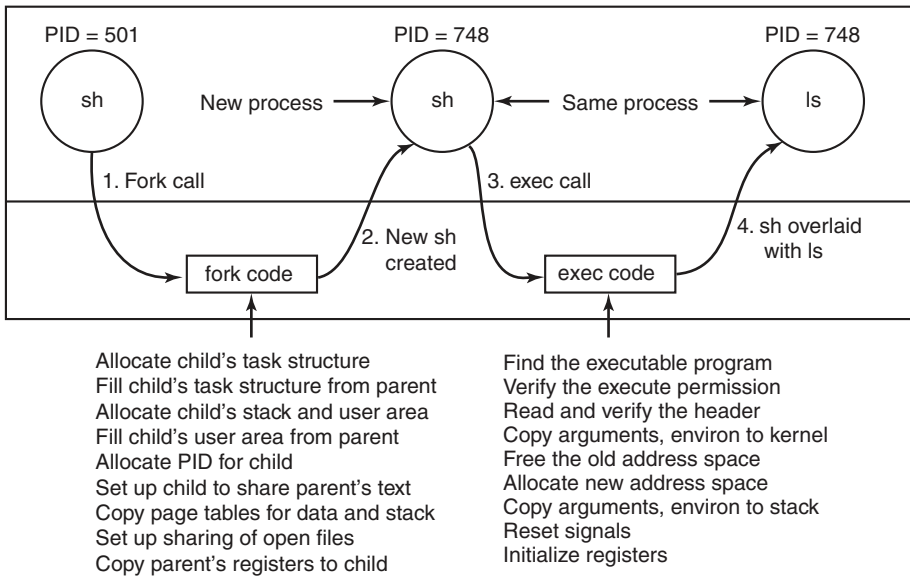 PID = 501
PID = 748
PID = 748
sh
New process
sh
Same process
ls
1. Fork call
3. exec call
2. New sh
created
4. sh overlaid
with ls
fork code
exec code
Allocate child’s task structure
Fill child’s task structure from parent
Allocate child’s stack and user area
Fill child’s user area from parent
Allocate PID for child
Set up child to share parent’s text
Copy page tables for data and stack
Set up sharing of open files
Copy parent’s registers to child
Find the executable program
Verify the execute permission
Read and verify the header
Copy arguments, environ to kernel
Free the old address space
Allocate new address space
Copy arguments, environ to stack
Reset signals
Initialize registers